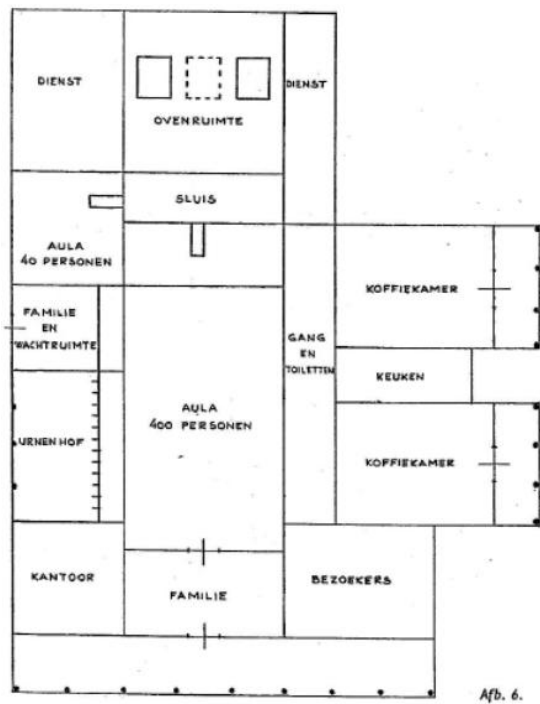 DIENST
OVENRUIMTE
DIENST
SLUIS
AULA
40 PERSONEN
FAMILIE
EN
WACHTRUIMTE
URNENHOF
KANTOOR
AULA
400 PERSONEN
FAMILIE
GANG
EN
TOILETTEN
KOFFIEKAMER
KEUKEN
KOFFIEKAMER
BEZOEKERS
Afb. 6.